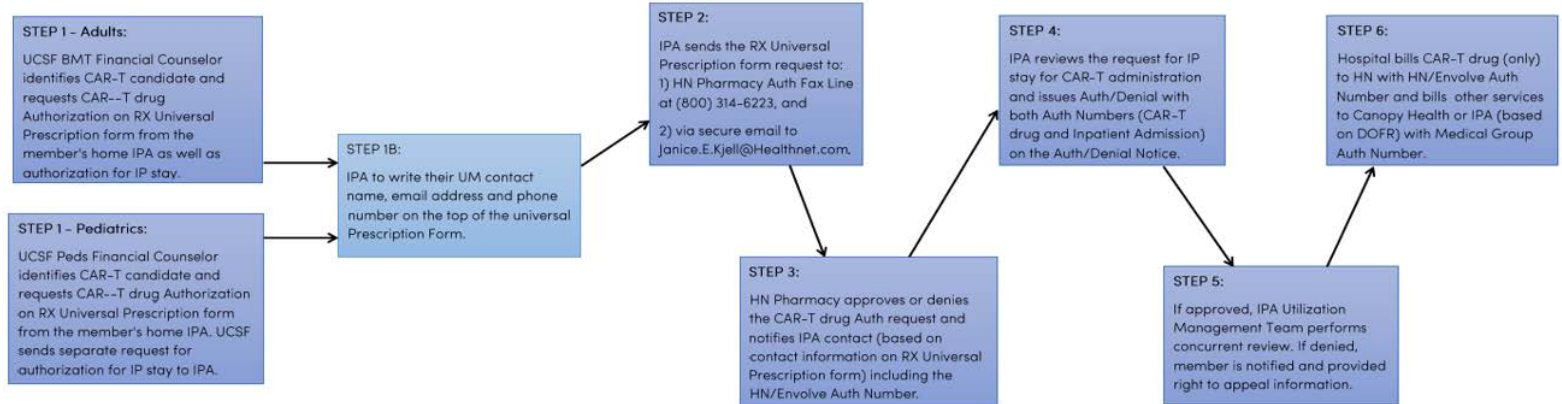 STEP 1 - Adults:
UCSF BMT Financial Counselor
identifies CAR-T candidate and
requests CAR--T drug
Authorization on RX Universal
Prescription form from the
member's home IPA as well as
authorization for IP stay.
STEP 1 - Pediatrics:
UCSF Peds Financial Counselor
identifies CAR-T candidate and
requests CAR--T drug Authorization
on RX Universal Prescription form
from the member's home IPA. UCSF
sends separate request for
authorization for IP stay to IPA.
STEP 1B:
IPA to write their UM contact
name, email address and phone
number on the top of the universal
Prescription Form.
STEP 2:
IPA sends the RX Universal
Prescription form request to:
1) HN Pharmacy Auth Fax Line
at (800) 314-6223, and
2) via secure email to
Janice.E.Kjell@Healthnet.com.
STEP 3:
HN Pharmacy approves or denies
the CAR-T drug Auth request and
notifies IPA contact (based on
contact information on RX Universal
Prescription form) including the
HN/Envolve Auth Number.
STEP 4:
IPA reviews the request for IP
stay for CAR-T administration
and issues Auth/Denial with
both Auth Numbers (CAR-T
drug and Inpatient Admission)
on the Auth/Denial Notice.
STEP 5:
If approved, IPA Utilization
Management Team performs
concurrent review. If denied,
member is notified and provided
right to appeal information.
STEP 6:
Hospital bills CAR-T drug (only)
to HN with HN/Envolve Auth
Number and bills other services
to Canopy Health or IPA (based
on DOFR) with Medical Group
Auth Number.